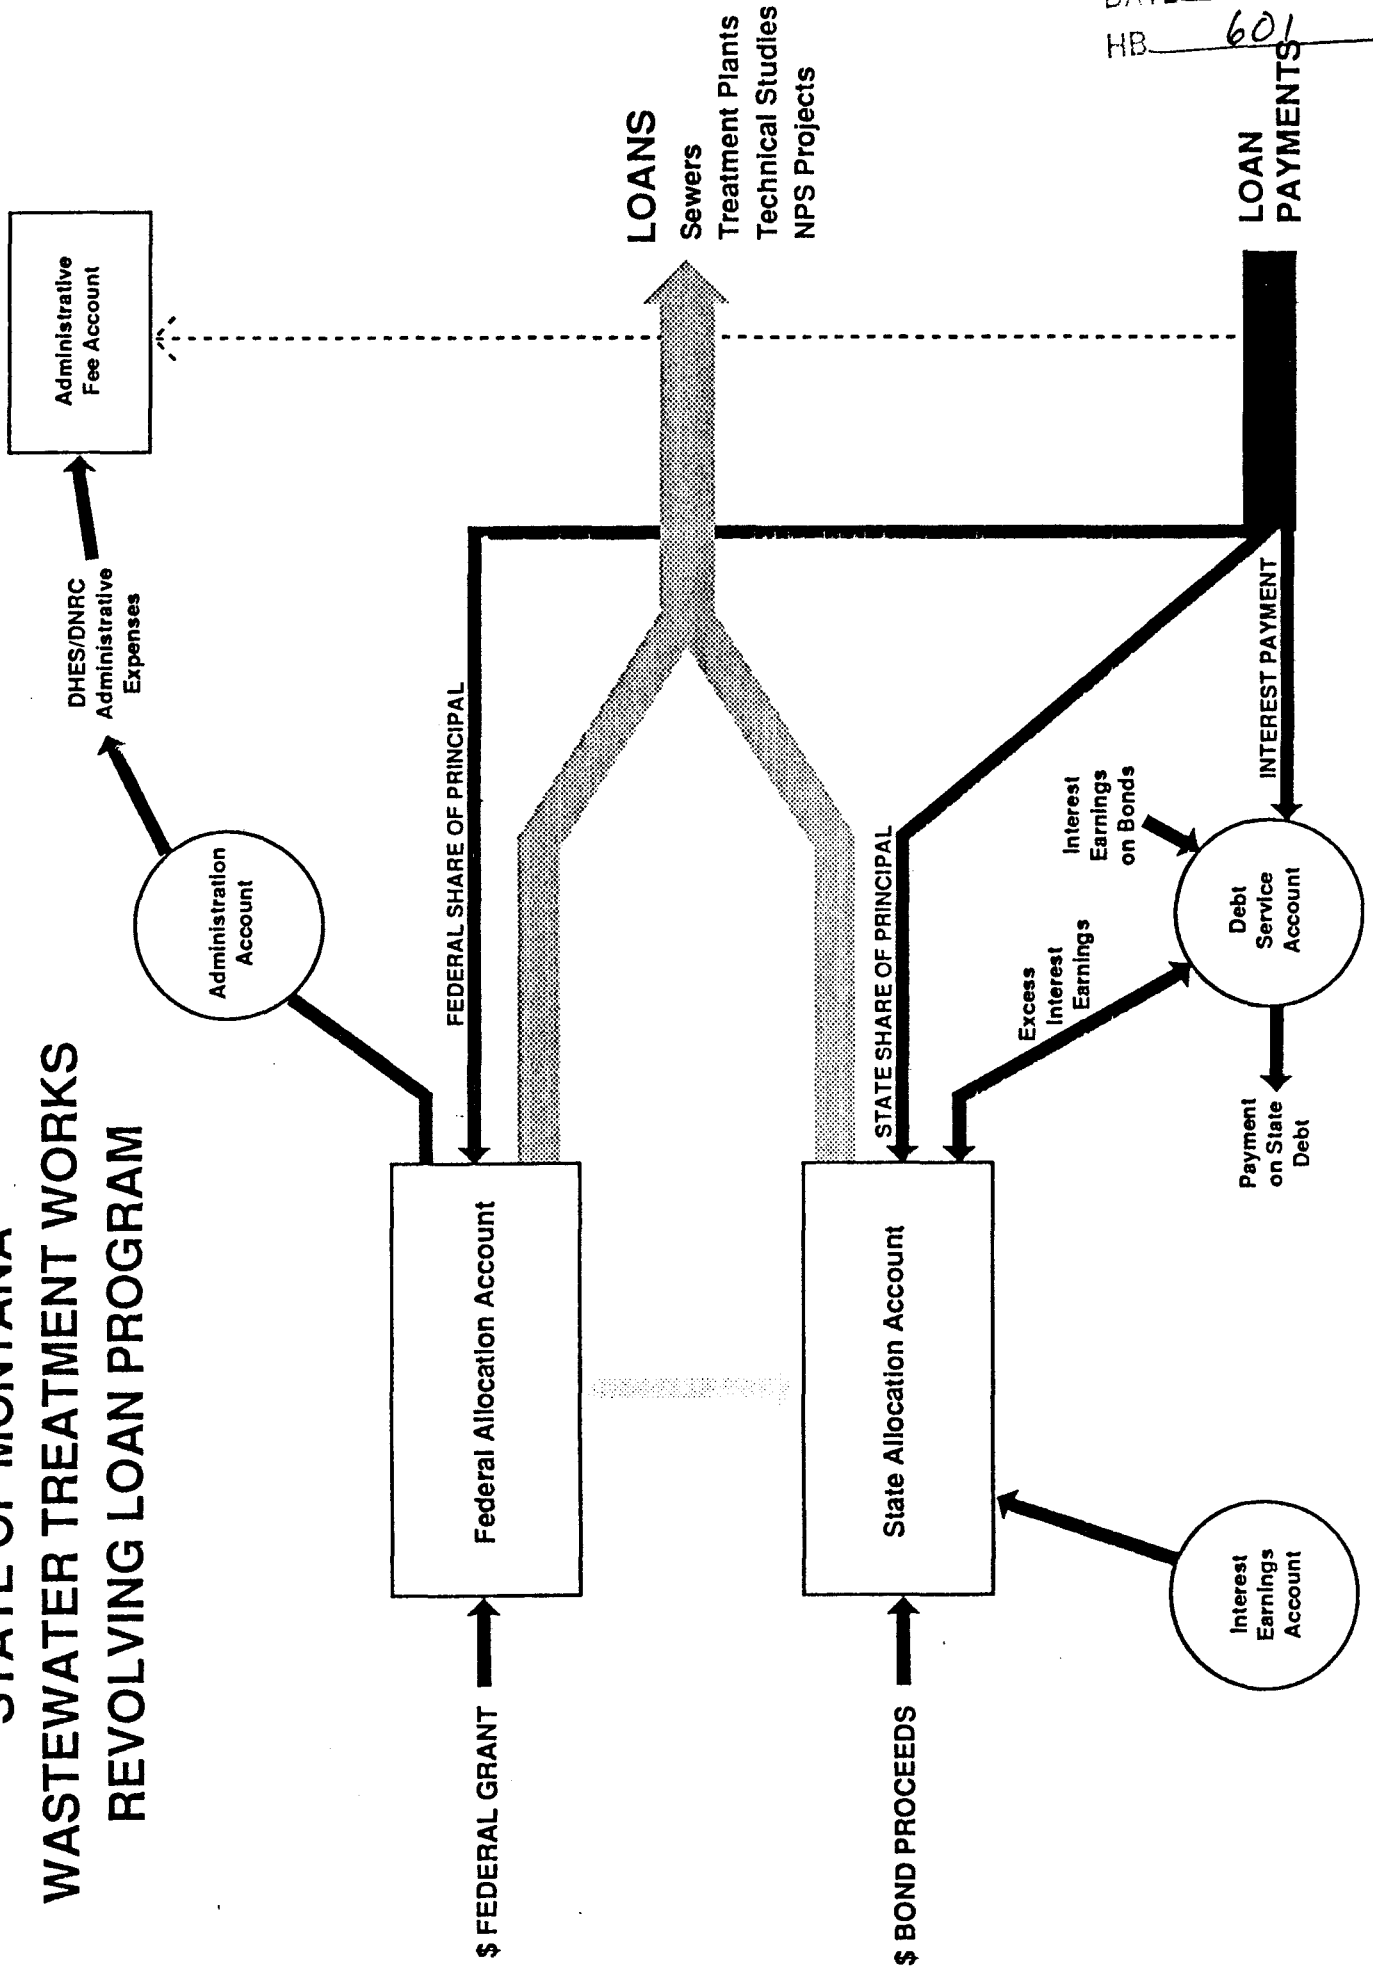 STATE OF MONTANA
WASTEWATER TREATMENT WORKS
REVOLVING LOAN PROGRAM
$ FEDERAL GRANT
Federal Allocation Account
Administration
Account
DHES/DNRC
Administrative
Expenses
Administrative
Fee Account
FEDERAL SHARE OF PRINCIPAL
LOANS
Sewers
Treatment Plants
Technical Studies
NPS Projects
$ BOND PROCEEDS
State Allocation Account
STATE SHARE OF PRINCIPAL
Excess
Interest
Earnings
Interest
Earnings
on Bonds
Interest
Earnings
Account
Payment
on State
Debt
Debt
Service
Account
INTEREST PAYMENT
LOAN
PAYMENTS
HB 601